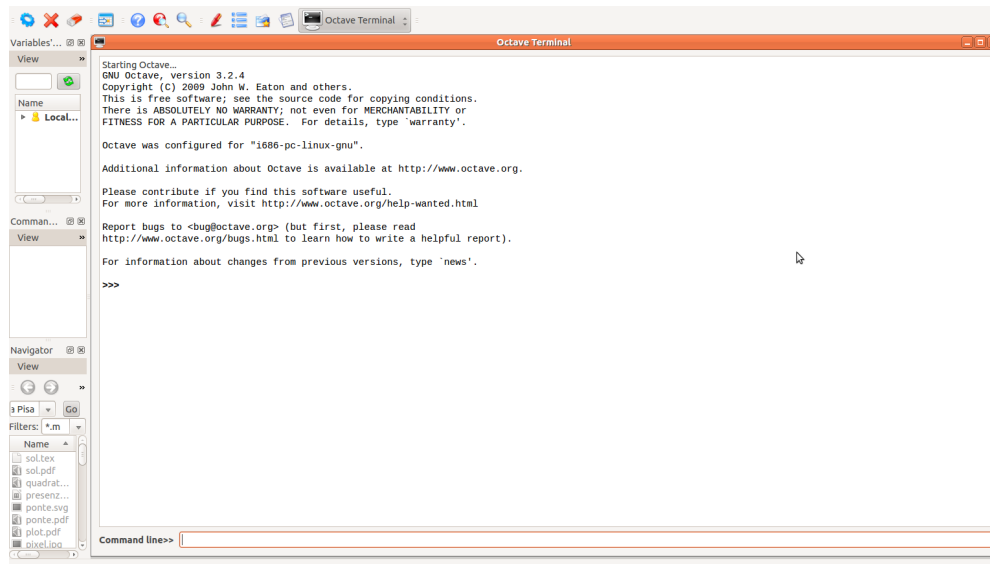 Octave Terminal
Variables'...
View
Name
Local...
Comman...
View
Navigator
View
a Pisa
Go
Filters: *.m
Name
sol.tex
sol.pdf
quadrat...
presenz...
ponte.svg
ponte.pdf
plot.pdf
pixel.jpg
Octave Terminal
Starting Octave...
GNU Octave, version 3.2.4
Copyright (C) 2009 John W. Eaton and others.
This is free software; see the source code for copying conditions.
There is ABSOLUTELY NO WARRANTY; not even for MERCHANTABILITY or
FITNESS FOR A PARTICULAR PURPOSE.  For details, type `warranty'.
Octave was configured for "i686-pc-linux-gnu".
Additional information about Octave is available at http://www.octave.org.
Please contribute if you find this software useful.
For more information, visit http://www.octave.org/help-wanted.html
Report bugs to <bug@octave.org> (but first, please read
http://www.octave.org/bugs.html to learn how to write a helpful report).
For information about changes from previous versions, type `news'.
>>>
Command line>>